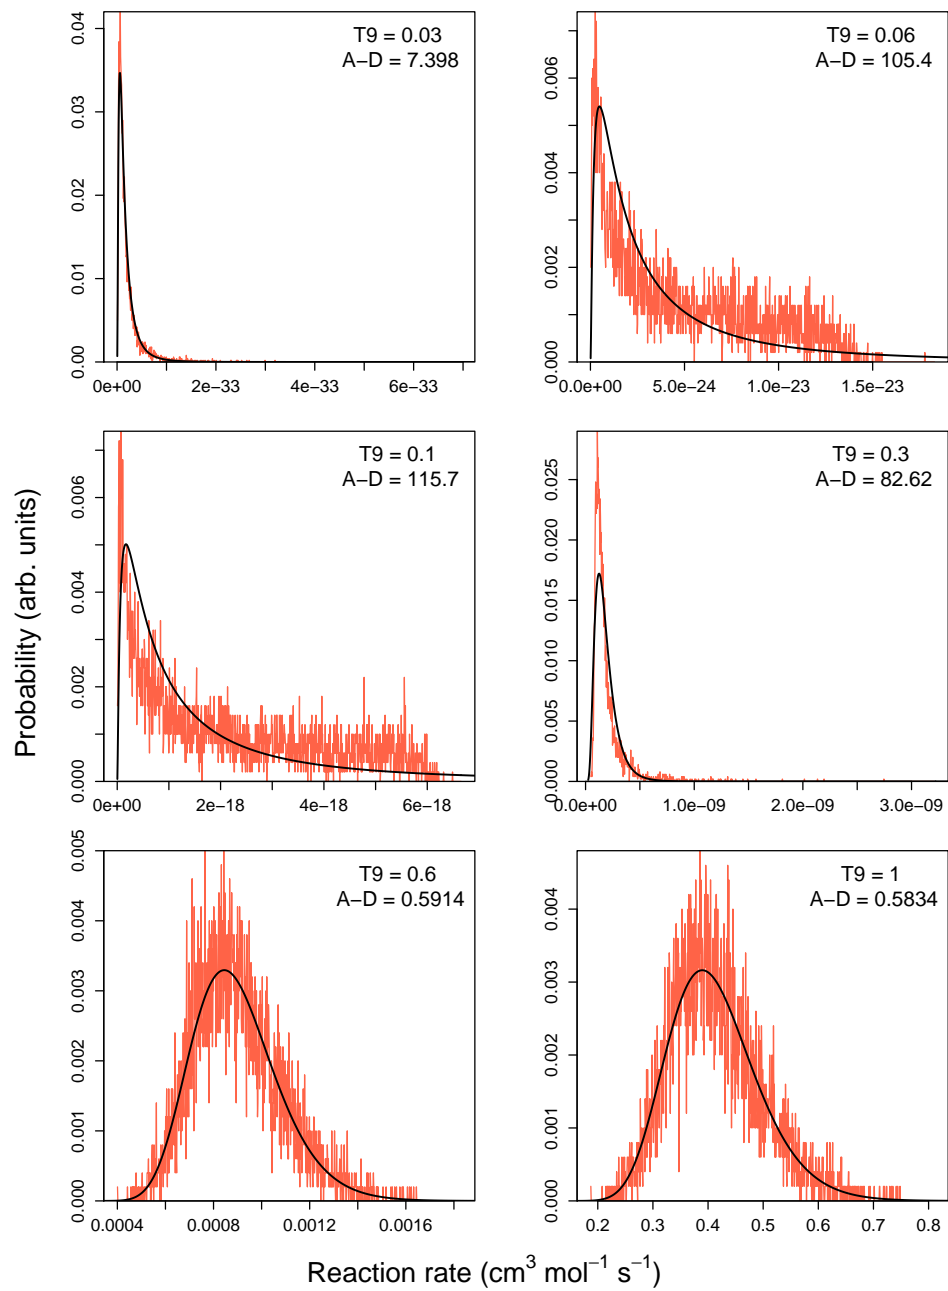 T9 = 0.03
A−D = 7.398
0.00 0.01 0.02 0.03 0.04
0e+00 2e−33 4e−33 6e−33
T9 = 0.06
A−D = 105.4
0.000 0.002 0.004 0.006
0.0e+00 5.0e−24 1.0e−23 1.5e−23
T9 = 0.1
A−D = 115.7
0.000 0.002 0.004 0.006
0e+00 2e−18 4e−18 6e−18
T9 = 0.3
A−D = 82.62
0.000 0.005 0.010 0.015 0.020 0.025
0.0e+00 1.0e−09 2.0e−09 3.0e−09
T9 = 0.6
A−D = 0.5914
0.000 0.001 0.002 0.003 0.004 0.005
0.0004 0.0008 0.0012 0.0016
T9 = 1
A−D = 0.5834
0.000 0.001 0.002 0.003 0.004
0.2 0.3 0.4 0.5 0.6 0.7 0.8
Probability (arb. units)
Reaction rate (cm³ mol⁻¹ s⁻¹)